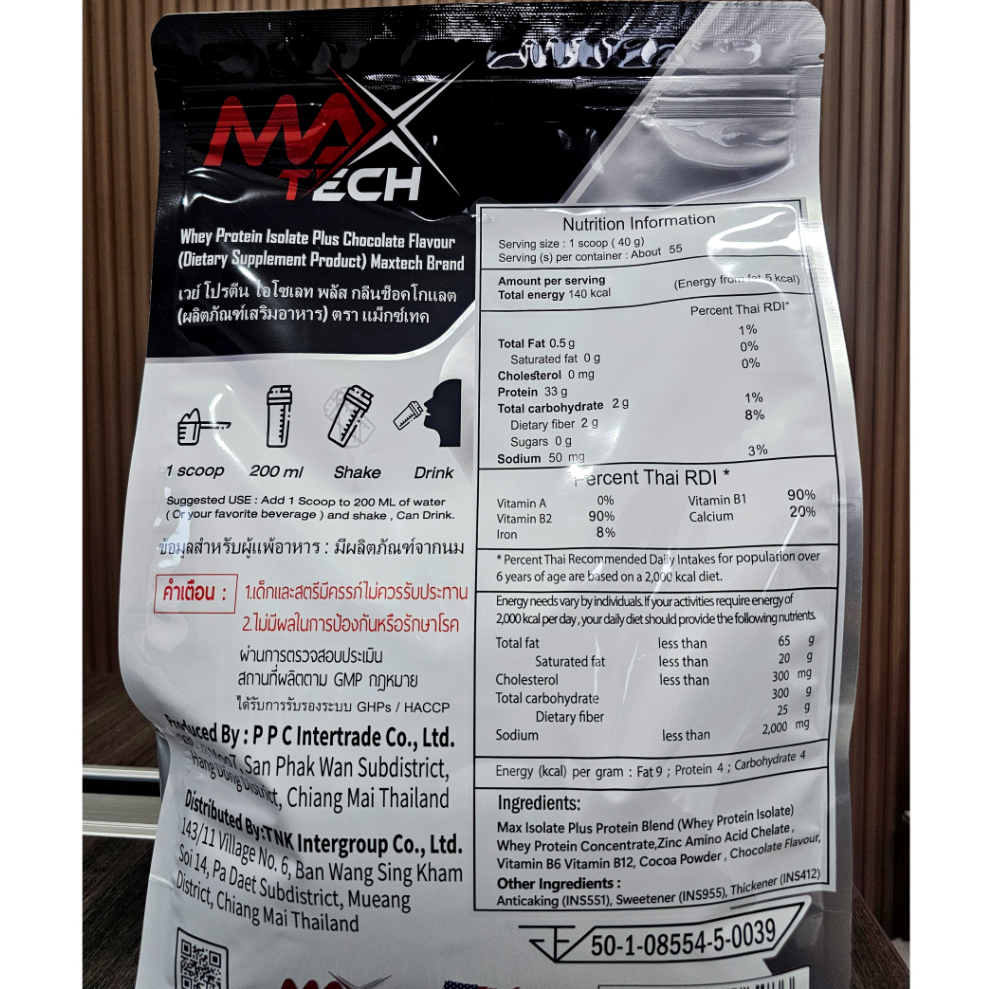 MAX
TECH
Whey Protein Isolate Plus Chocolate Flavour
(Dietary Supplement Product) Maxtech Brand
เวย์ โปรตีน ไอโซเลท พลัส กลิ่นช็อคโกแลต
(ผลิตภัณฑ์เสริมอาหาร) ตรา แม็กซ์เทค
1 scoop
200 ml
Shake
Drink
Suggested USE : Add 1 Scoop to 200 ML of water
( Or your favorite beverage ) and shake , Can Drink.
ข้อมูลสำหรับผู้แพ้อาหาร : มีผลิตภัณฑ์จากนม
คำเตือน :
1.เด็กและสตรีมีครรภ์ไม่ควรรับประทาน
2.ไม่มีผลในการป้องกันหรือรักษาโรค
ผ่านการตรวจสอบประเมิน
สถานที่ผลิตตาม GMP กฎหมาย
ได้รับการรับรองระบบ GHPs / HACCP
Produced By : P P C Intertrade Co., Ltd.
Moo7, San Phak Wan Subdistrict,
Hang Dong District, Chiang Mai Thailand
Distributed By:TNK Intergroup Co., Ltd.
143/11 Village No. 6, Ban Wang Sing Kham
Soi 14, Pa Daet Subdistrict, Mueang
District, Chiang Mai Thailand
Nutrition Information
Serving size : 1 scoop ( 40 g)
Serving (s) per container : About 55
Amount per serving
Total energy 140 kcal (Energy from fat 5 kcal)
Percent Thai RDI*
Total Fat 0.5 g 1%
Saturated fat 0 g 0%
Cholesterol 0 mg 0%
Protein 33 g
Total carbohydrate 2 g 1%
Dietary fiber 2 g 8%
Sugars 0 g
Sodium 50 mg 3%
Percent Thai RDI *
Vitamin A 0% Vitamin B1 90%
Vitamin B2 90% Calcium 20%
Iron 8%
* Percent Thai Recommended Daily Intakes for population over
6 years of age are based on a 2,000 kcal diet.
Energy needs vary by individuals. If your activities require energy of
2,000 kcal per day , your daily diet should provide the following nutrients.
Total fat less than 65 g
Saturated fat less than 20 g
Cholesterol less than 300 mg
Total carbohydrate 300 g
Dietary fiber 25 g
Sodium less than 2,000 mg
Energy (kcal) per gram : Fat 9 ; Protein 4 ; Carbohydrate 4
Ingredients:
Max Isolate Plus Protein Blend (Whey Protein Isolate)
Whey Protein Concentrate,Zinc Amino Acid Chelate ,
Vitamin B6 Vitamin B12, Cocoa Powder , Chocolate Flavour,
Other Ingredients :
Anticaking (INS551), Sweetener (INS955), Thickener (INS412)
50-1-08554-5-0039
MAX